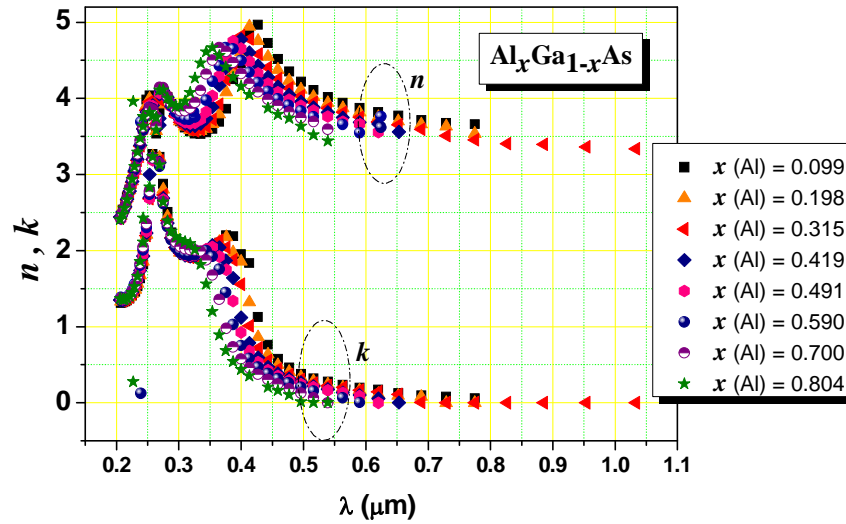 AlxGa1-xAs
n
k
n , k
5
4
3
2
1
0
0.2 0.3 0.4 0.5 0.6 0.7 0.8 0.9 1.0 1.1
λ (μm)
x (Al) = 0.099
x (Al) = 0.198
x (Al) = 0.315
x (Al) = 0.419
x (Al) = 0.491
x (Al) = 0.590
x (Al) = 0.700
x (Al) = 0.804